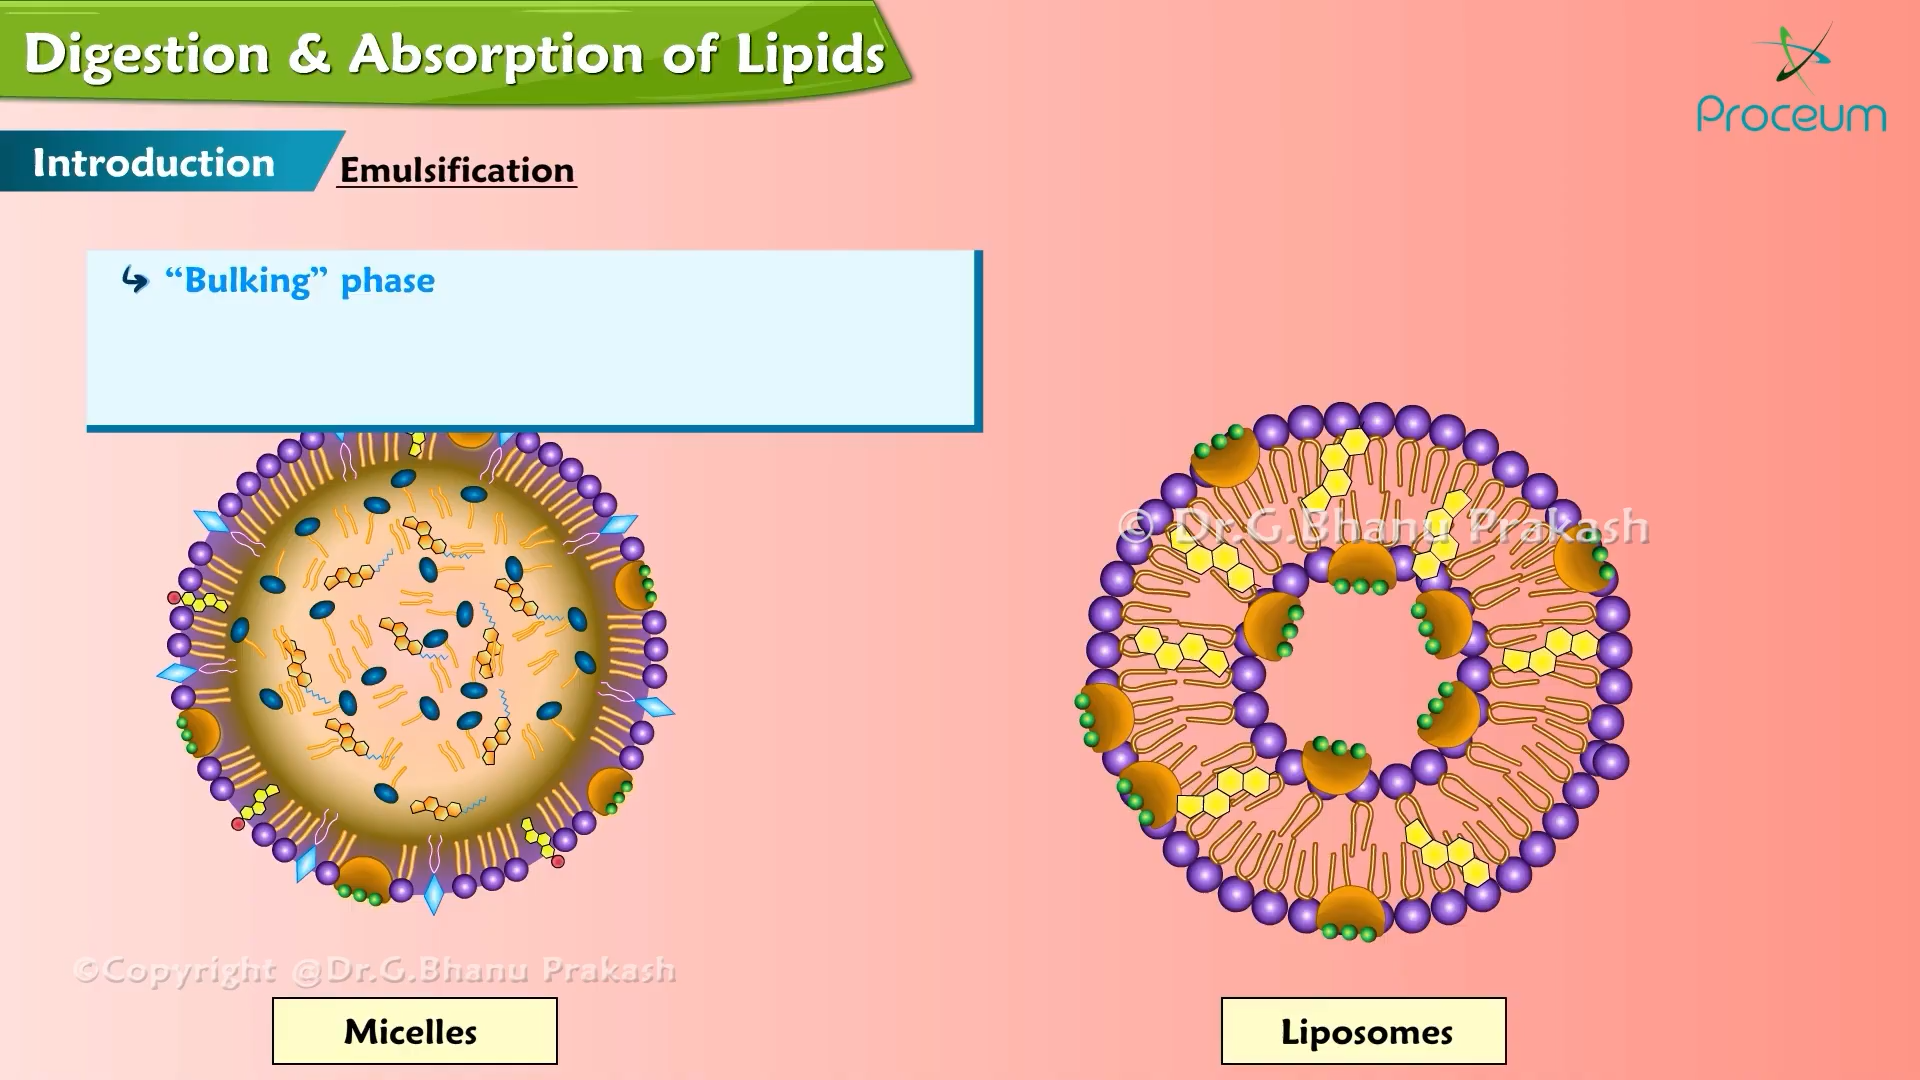 Digestion & Absorption of Lipids
Proceum
Introduction
Emulsification
“Bulking” phase
© Dr.G.Bhanu Prakash
©Copyright @Dr.G.Bhanu Prakash
Micelles
Liposomes